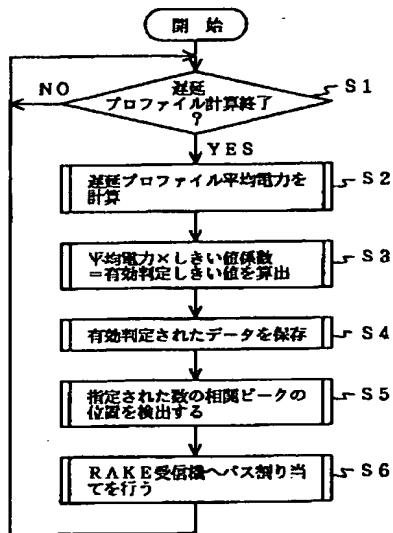 開 始
遅延
プロファイル計算終了
?
S1
NO
YES
遅延プロファイル平均電力を
計算
S2
平均電力×しきい値係数
=有効判定しきい値を算出
S3
有効判定されたデータを保存
S4
指定された数の相関ピークの
位置を検出する
S5
RAKE受信機へパス割り当
てを行う
S6